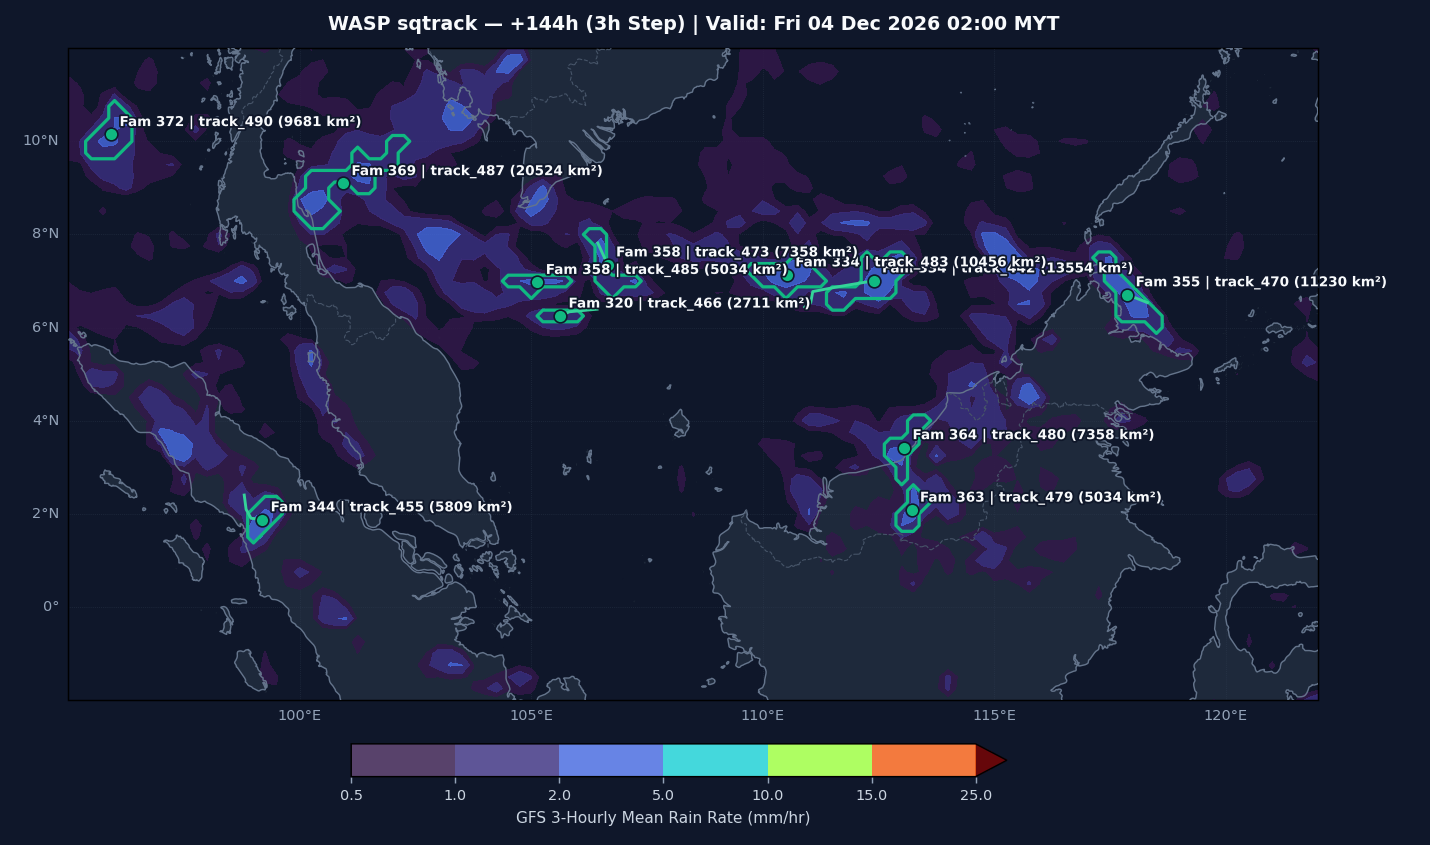 WASP sqtrack — +144h (3h Step) | Valid: Fri 04 Dec 2026 02:00 MYT
Fam 372 | track_490 (9681 km²)
10°N
Fam 369 | track_487 (20524 km²)
8°N
Fam 358 | track_473 (7358 km²)
Fam 334 | track_483 (10456 km²)
Fam 358 | track_485 (5034 km²)
Fam 334 | track_442 (13554 km²)
Fam 355 | track_470 (11230 km²)
Fam 320 | track_466 (2711 km²)
6°N
4°N
Fam 364 | track_480 (7358 km²)
Fam 363 | track_479 (5034 km²)
Fam 344 | track_455 (5809 km²)
2°N
0°
100°E 105°E 110°E 115°E 120°E
0.5 1.0 2.0 5.0 10.0 15.0 25.0
GFS 3-Hourly Mean Rain Rate (mm/hr)